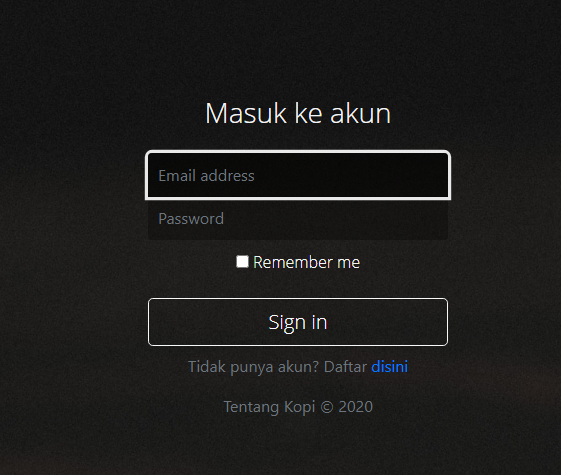 Masuk ke akun
Email address
Password
Remember me
Sign in
Tidak punya akun? Daftar disini
Tentang Kopi © 2020